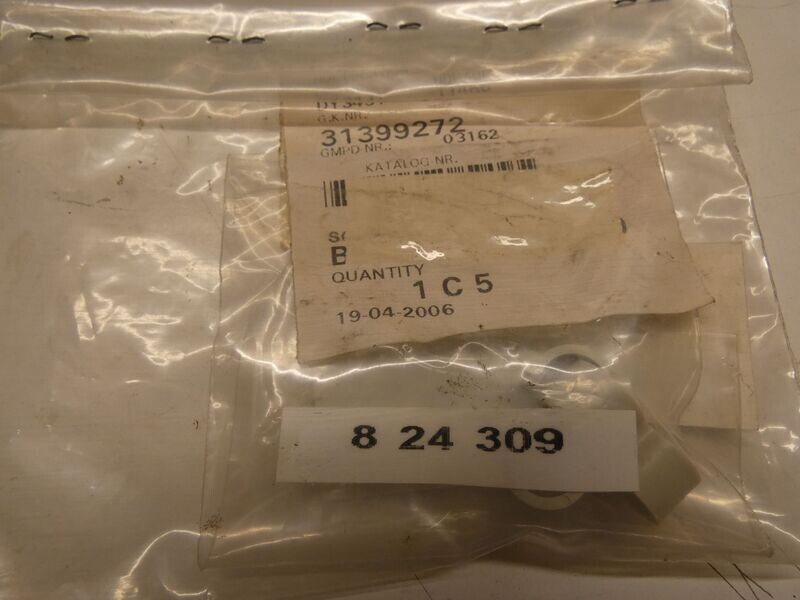 G.K.NR.
31399272
03162
GMPD NR.:
KATALOG NR.
B
QUANTITY
1 C 5
19-04-2006
8 24 309